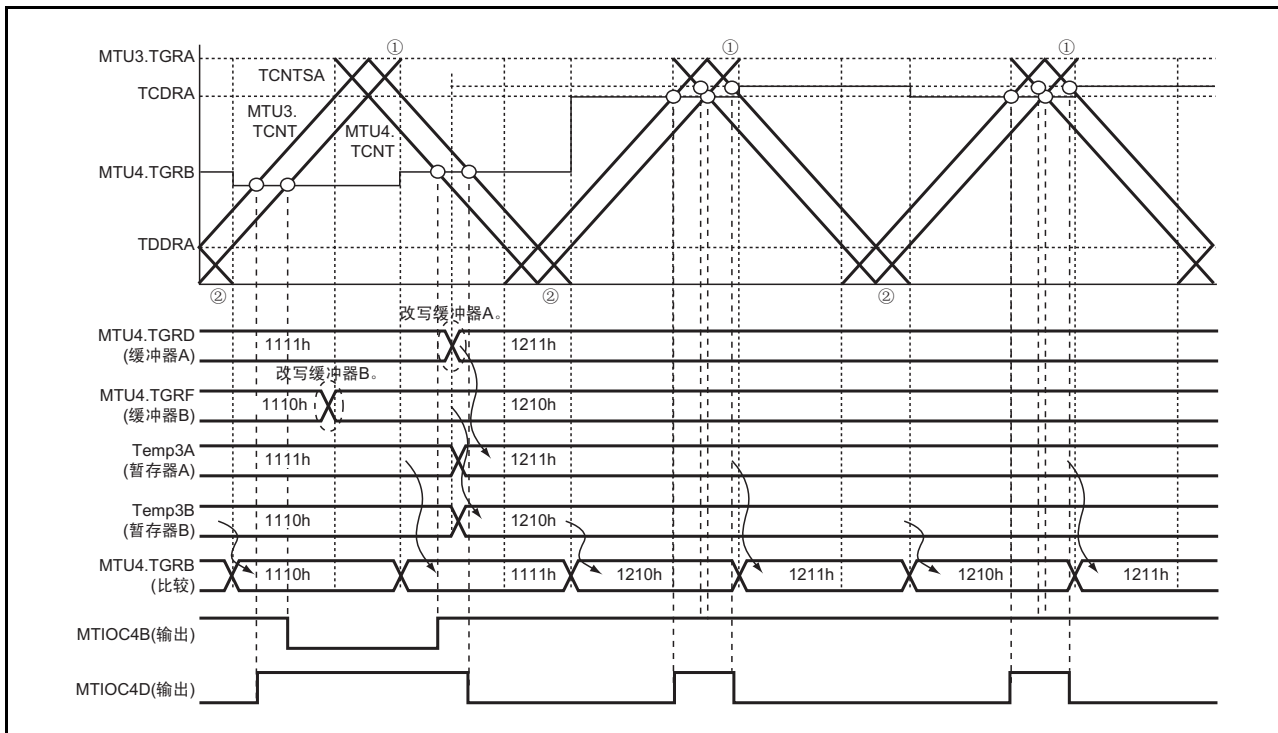 MTU3.TGRA
①
①
①
TCNTSA
TCDRA
MTU3.
TCNT
MTU4.
TCNT
MTU4.TGRB
TDDRA
②
②
②
改写缓冲器A。
MTU4.TGRD
(缓冲器A)
1111h
1211h
改写缓冲器B。
MTU4.TGRF
(缓冲器B)
1110h
1210h
Temp3A
(暂存器A)
1111h
1211h
Temp3B
(暂存器B)
1110h
1210h
MTU4.TGRB
(比较)
1110h
1111h
1210h
1211h
1210h
1211h
MTIOC4B(输出)
MTIOC4D(输出)